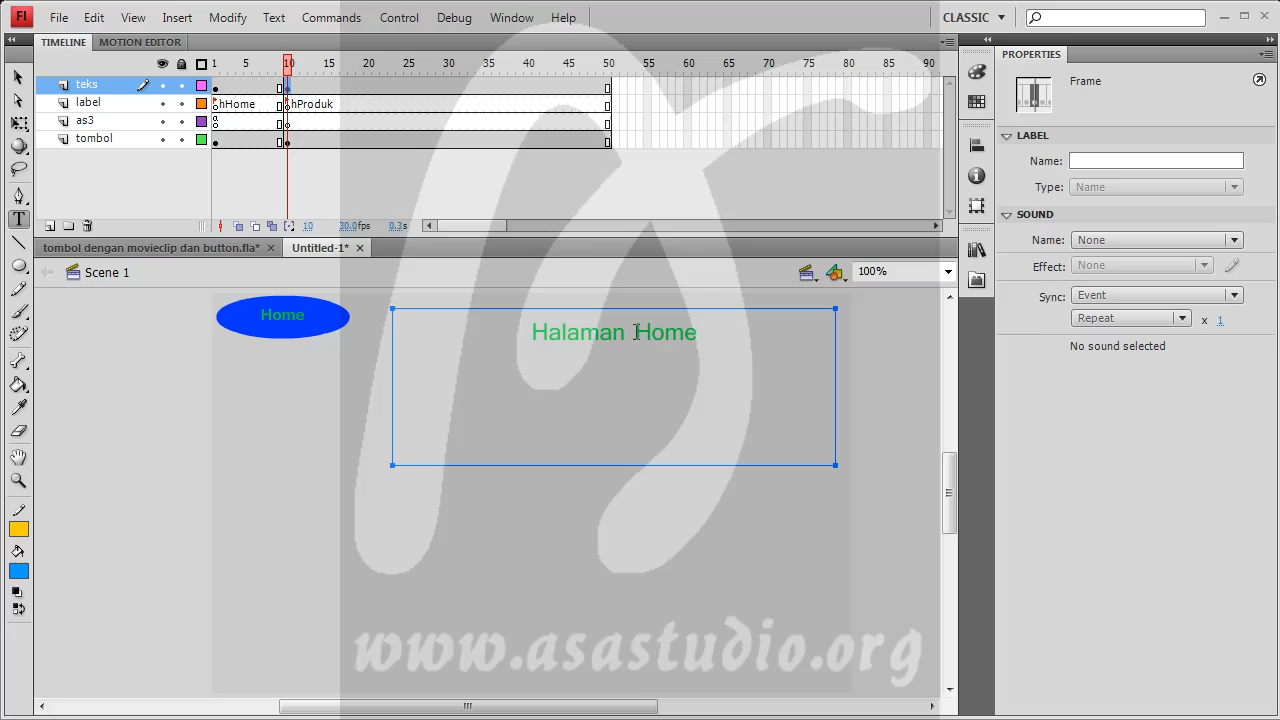 Fl File Edit View Insert Modify Text Commands Control Debug Window Help CLASSIC
TIMELINE MOTION EDITOR
1 5 10 15 20 25 30 35 40 45 50 55 60 65 70 75 80 85 90
teks
label hHome hProduk
as3
tombol
10 30.0fps 0.3s
tombol dengan movieclip dan button.fla* Untitled-1*
Scene 1 100%
Home
Halaman Home
www.asastudio.org
PROPERTIES
Frame
LABEL
Name:
Type: Name
SOUND
Name: None
Effect: None
Sync: Event
Repeat x 1
No sound selected